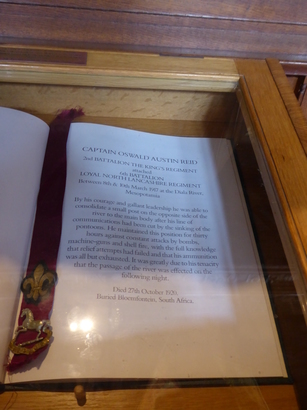 CAPTAIN OSWALD AUSTIN REID
2nd BATTALION THE KING'S REGIMENT
attached
6th BATTALION
LOYAL NORTH LANCASHIRE REGIMENT
Between 8th & 10th March 1917 at the Diala River,
Mesopotamia
By his courage and gallant leadership he was able to
consolidate a small post on the opposite side of the
river to the main body after his line of
communications had been cut by the sinking of the
pontoons. He maintained this position for thirty
hours against constant attacks by bombs,
machine-guns and shell fire, with the full knowledge
that relief attempts had failed and that his ammunition
was all but exhausted. It was greatly due to his tenacity
that the passage of the river was effected on the
following night.
Died 27th October 1920.
Buried Bloemfontein, South Africa.